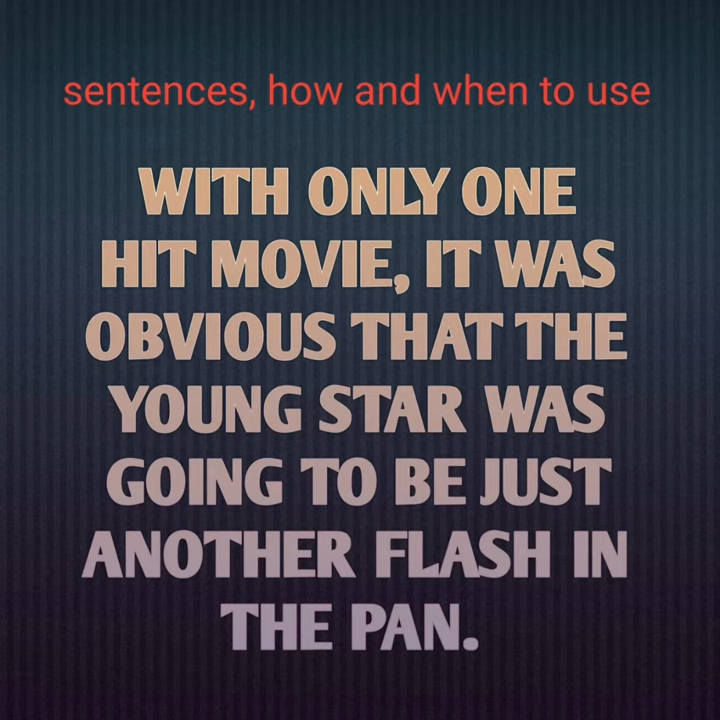 sentences, how and when to use
WITH ONLY ONE
HIT MOVIE, IT WAS
OBVIOUS THAT THE
YOUNG STAR WAS
GOING TO BE JUST
ANOTHER FLASH IN
THE PAN.